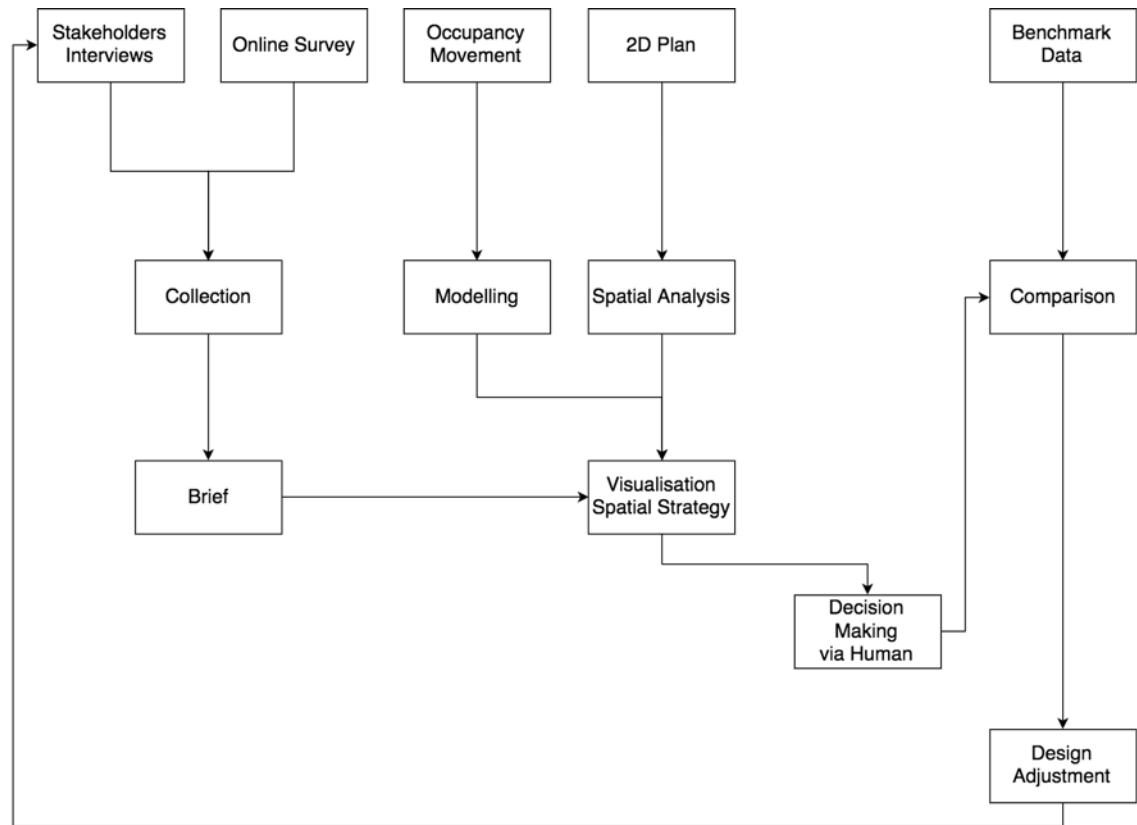 Stakeholders
Interviews
Online Survey
Occupancy
Movement
2D Plan
Benchmark
Data
Collection
Modelling
Spatial Analysis
Comparison
Brief
Visualisation
Spatial Strategy
Decision
Making
via Human
Design
Adjustment